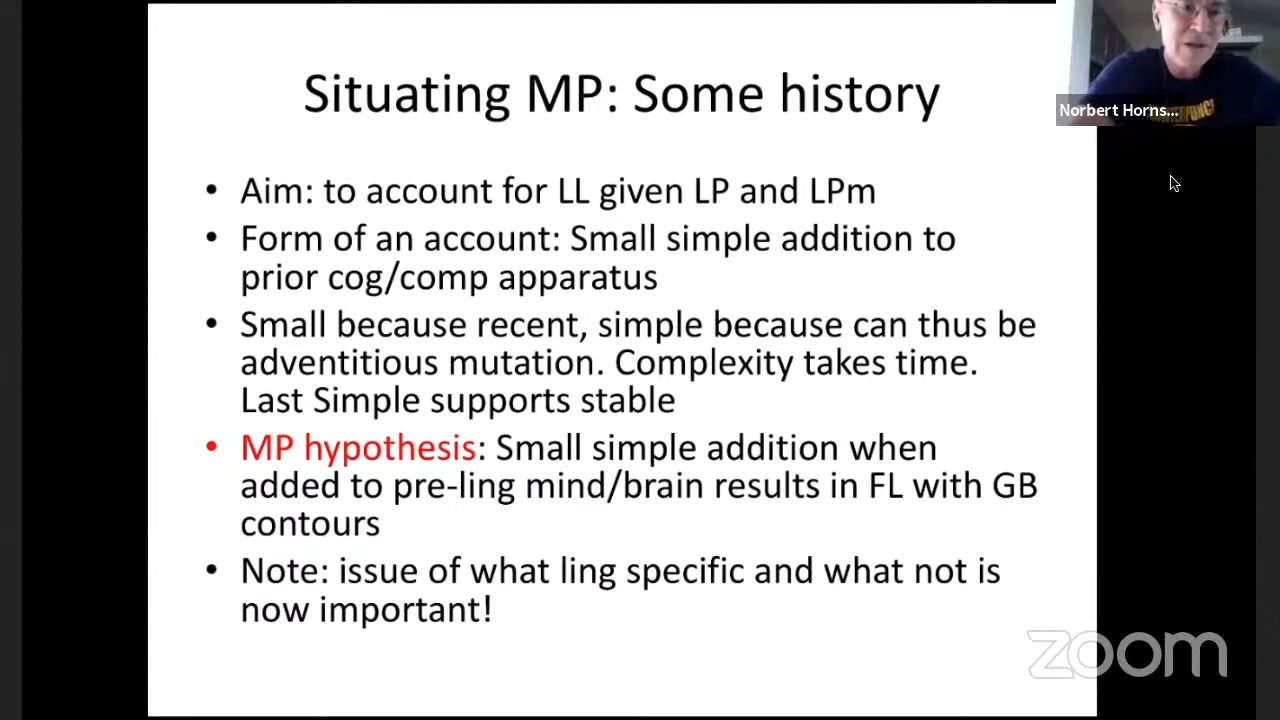 Situating MP: Some history
Norbert Horns...
• Aim: to account for LL given LP and LPm
• Form of an account: Small simple addition to
prior cog/comp apparatus
• Small because recent, simple because can thus be
adventitious mutation. Complexity takes time.
Last Simple supports stable
• MP hypothesis: Small simple addition when
added to pre-ling mind/brain results in FL with GB
contours
• Note: issue of what ling specific and what not is
now important!
zoom